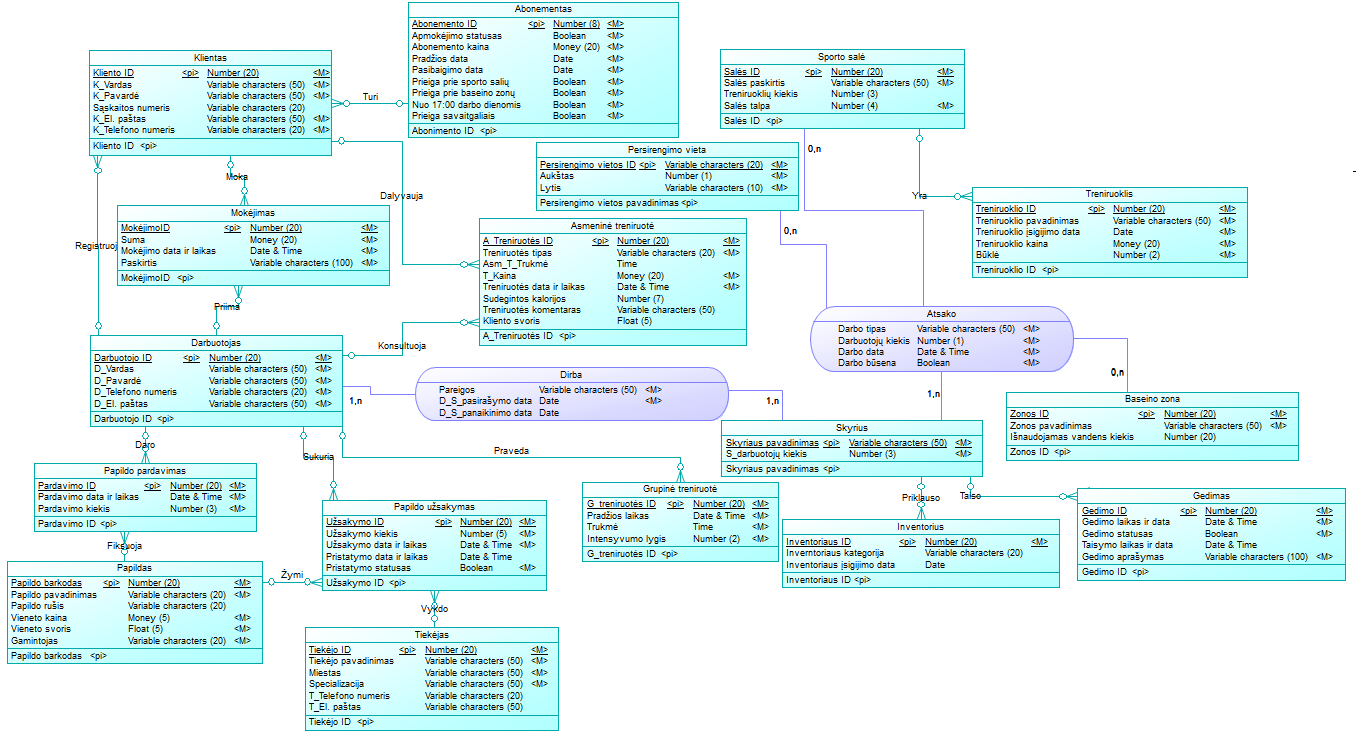 Abonementas
Abonemento ID <pi> Number (8) <M>
Apmokėjimo statusas Boolean <M>
Abonemento kaina Money (20) <M>
Pradžios data Date <M>
Pasibaigimo data Date <M>
Prieiga prie sporto salių Boolean <M>
Prieiga prie baseino zonų Boolean <M>
Nuo 17:00 darbo dienomis Boolean <M>
Prieiga savaitgaliais Boolean <M>
Abonimento ID <pi>
Klientas
Kliento ID <pi> Number (20) <M>
K_Vardas Variable characters (50) <M>
K_Pavardė Variable characters (50) <M>
Sąskaitos numeris Variable characters (20)
K_El. paštas Variable characters (50) <M>
K_Telefono numeris Variable characters (20) <M>
Kliento ID <pi>
Turi
Sporto salė
Salės ID <pi> Number (20) <M>
Salės paskirtis Variable characters (50) <M>
Treniruoklių kiekis Number (3)
Salės talpa Number (4) <M>
Salės ID <pi>
0,n
Persirengimo vieta
Persirengimo vietos ID <pi> Variable characters (20) <M>
Aukštas Number (1) <M>
Lytis Variable characters (10) <M>
Persirengimo vietos pavadinimas <pi>
0,n
Moka
Dalyvauja
Yra
Treniruoklis
Treniruoklio ID <pi> Number (20) <M>
Treniruoklio pavadinimas Variable characters (50) <M>
Treniruoklio įsigijimo data Date <M>
Treniruoklio kaina Money (20) <M>
Būklė Number (2) <M>
Treniruoklio ID <pi>
Mokėjimas
MokėjimoID <pi> Number (20) <M>
Suma Money (20) <M>
Mokėjimo data ir laikas Date & Time <M>
Paskirtis Variable characters (100) <M>
MokėjimoID <pi>
Registruoj
Priima
Asmeninė treniruotė
A_Treniruotės ID <pi> Number (20) <M>
Treniruotės tipas Variable characters (20) <M>
Asm_T_Trukmė Time
T_Kaina Money (20) <M>
Treniruotės data ir laikas Date & Time <M>
Sudegintos kalorijos Number (7)
Treniruotės komentaras Variable characters (50)
Kliento svoris Float (5)
A_Treniruotės ID <pi>
Konsultuoja
Atsako
Darbo tipas Variable characters (50) <M>
Darbuotojų kiekis Number (1) <M>
Darbo data Date & Time <M>
Darbo būsena Boolean <M>
0,n
1,n
Darbuotojas
Darbuotojo ID <pi> Number (20) <M>
D_Vardas Variable characters (50) <M>
D_Pavardė Variable characters (50) <M>
D_Telefono numeris Variable characters (20) <M>
D_El. paštas Variable characters (50) <M>
Darbuotojo ID <pi>
1,n
Dirba
Pareigos Variable characters (50) <M>
D_S_pasirašymo data Date <M>
D_S_panaikinimo data Date
1,n
Baseino zona
Zonos ID <pi> Number (20) <M>
Zonos pavadinimas Variable characters (50) <M>
Išnaudojamas vandens kiekis Number (20)
Zonos ID <pi>
Skyrius
Skyriaus pavadinimas <pi> Variable characters (50) <M>
S_darbuotojų kiekis Number (3) <M>
Skyriaus pavadinimas <pi>
Daro
Sukuria
Praveda
Priklauso
Taiso
Papildo pardavimas
Pardavimo ID <pi> Number (20) <M>
Pardavimo data ir laikas Date & Time <M>
Pardavimo kiekis Number (3) <M>
Pardavimo ID <pi>
Grupinė treniruotė
G_treniruotės ID <pi> Number (20) <M>
Pradžios laikas Date & Time <M>
Trukmė Time <M>
Intensyvumo lygis Number (2) <M>
G_treniruotės ID <pi>
Gedimas
Gedimo ID <pi> Number (20) <M>
Gedimo laikas ir data Date & Time <M>
Gedimo statusas Boolean <M>
Taisymo laikas ir data Date & Time
Gedimo aprašymas Variable characters (100) <M>
Gedimo ID <pi>
Papildo užsakymas
Užsakymo ID <pi> Number (20) <M>
Užsakymo kiekis Number (5) <M>
Užsakymo data ir laikas Date & Time <M>
Pristatymo data ir laikas Date & Time
Pristatymo statusas Boolean <M>
Užsakymo ID <pi>
Inventorius
Inventoriaus ID <pi> Number (20) <M>
Inventoriaus kategorija Variable characters (20)
Inventoriaus įsigijimo data Date
Inventoriaus ID <pi>
Fiksuoja
Žymi
Papildas
Papildo barkodas <pi> Number (20) <M>
Papildo pavadinimas Variable characters (20) <M>
Papildo rušis Variable characters (20)
Vieneto kaina Money (5) <M>
Vieneto svoris Float (5) <M>
Gamintojas Variable characters (20) <M>
Papildo barkodas <pi>
Vykdo
Tiekėjas
Tiekėjo ID <pi> Number (20) <M>
Tiekėjo pavadinimas Variable characters (50) <M>
Miestas Variable characters (50) <M>
Specializacija Variable characters (50) <M>
T_Telefono numeris Variable characters (20)
T_El. paštas Variable characters (50)
Tiekėjo ID <pi>